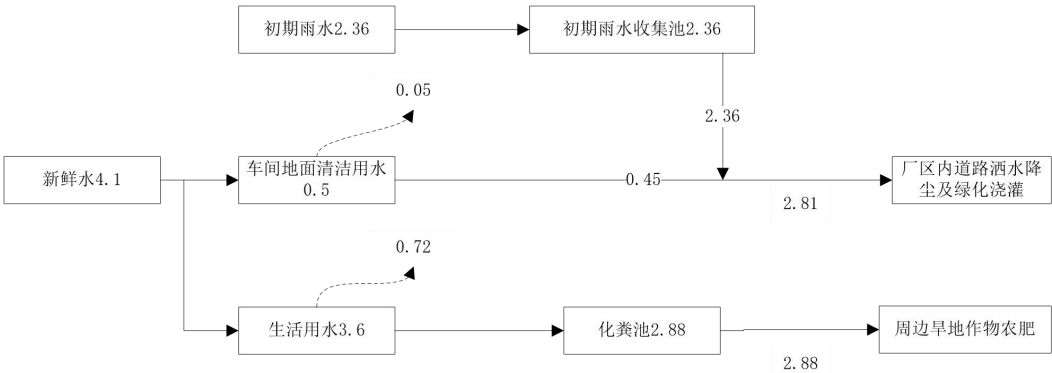 初期雨水2.36
初期雨水收集池2.36
0.05
2.36
新鲜水4.1
车间地面清洁用水
0.5
0.45
厂区内道路洒水降
尘及绿化浇灌
2.81
0.72
生活用水3.6
化粪池2.88
周边旱地作物农肥
2.88